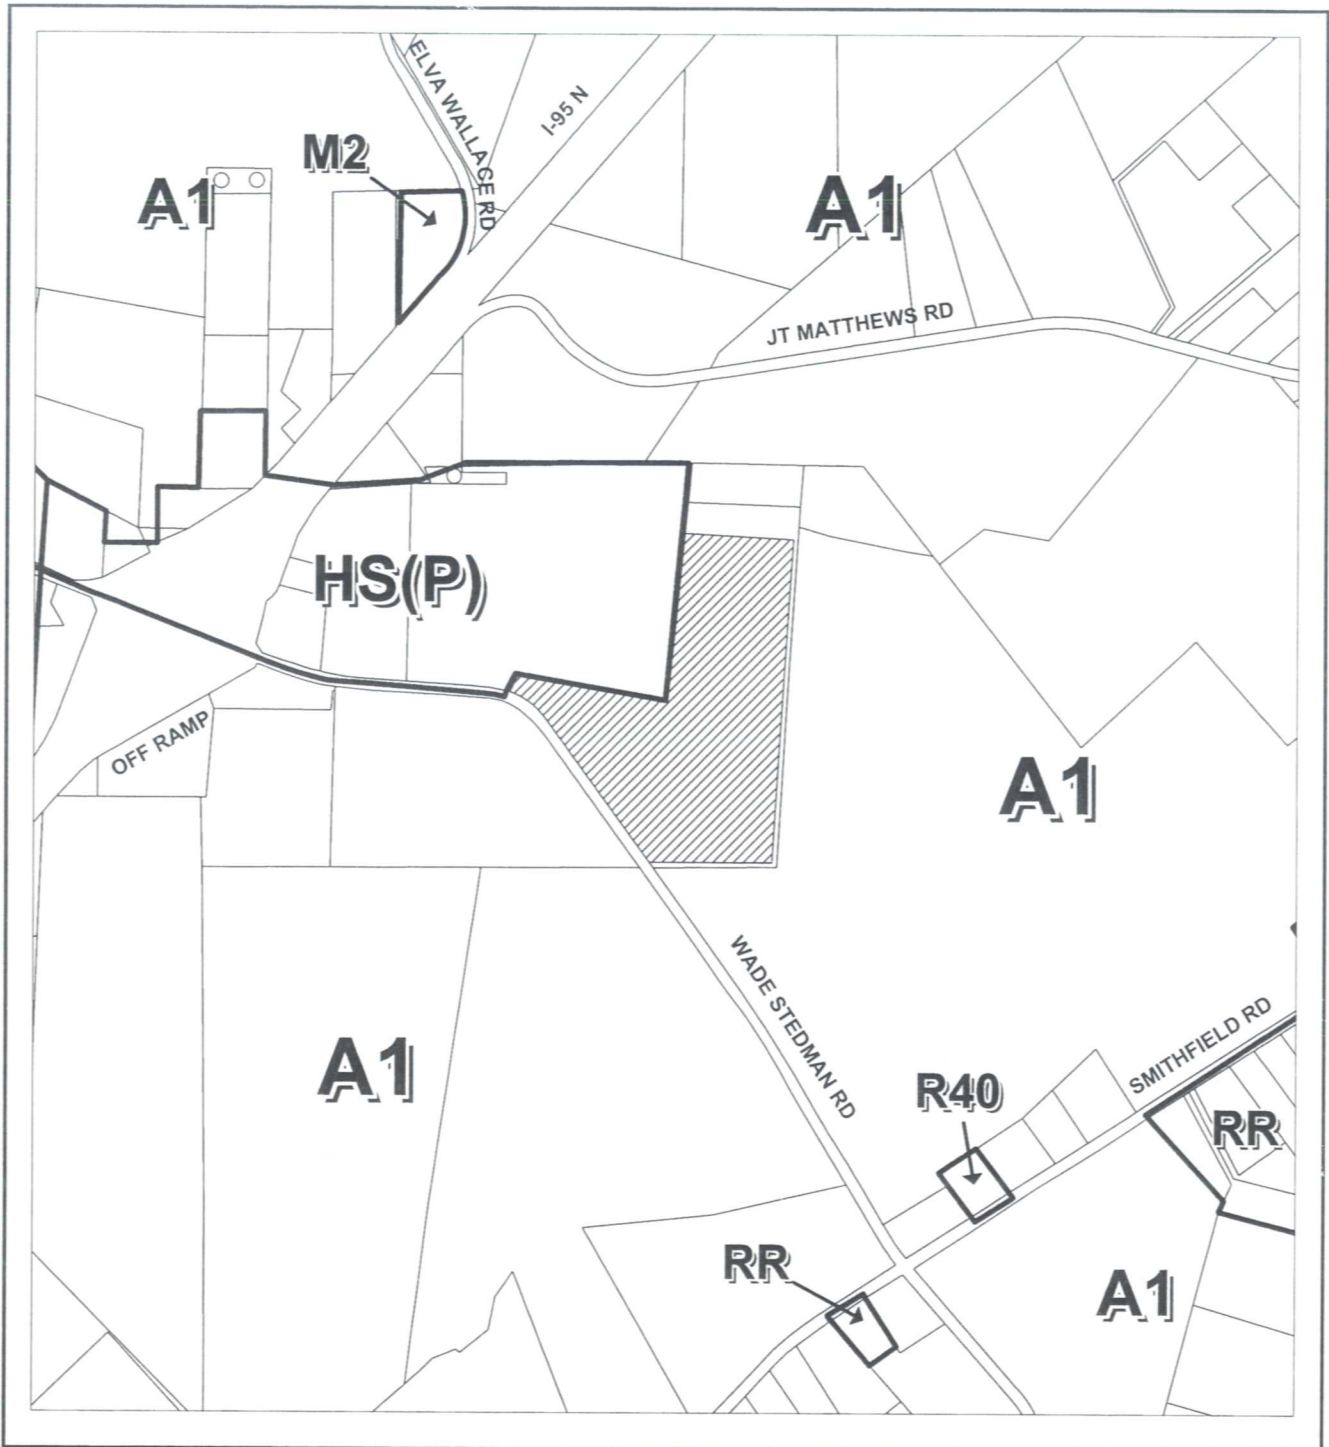 ELVA WALLACE RD
I-95 N
M2
A1
A1
JT MATTHEWS RD
HS(P)
OFF RAMP
A1
WADE STEDMAN RD
A1
SMITHFIELD RD
R40
RR
RR
A1